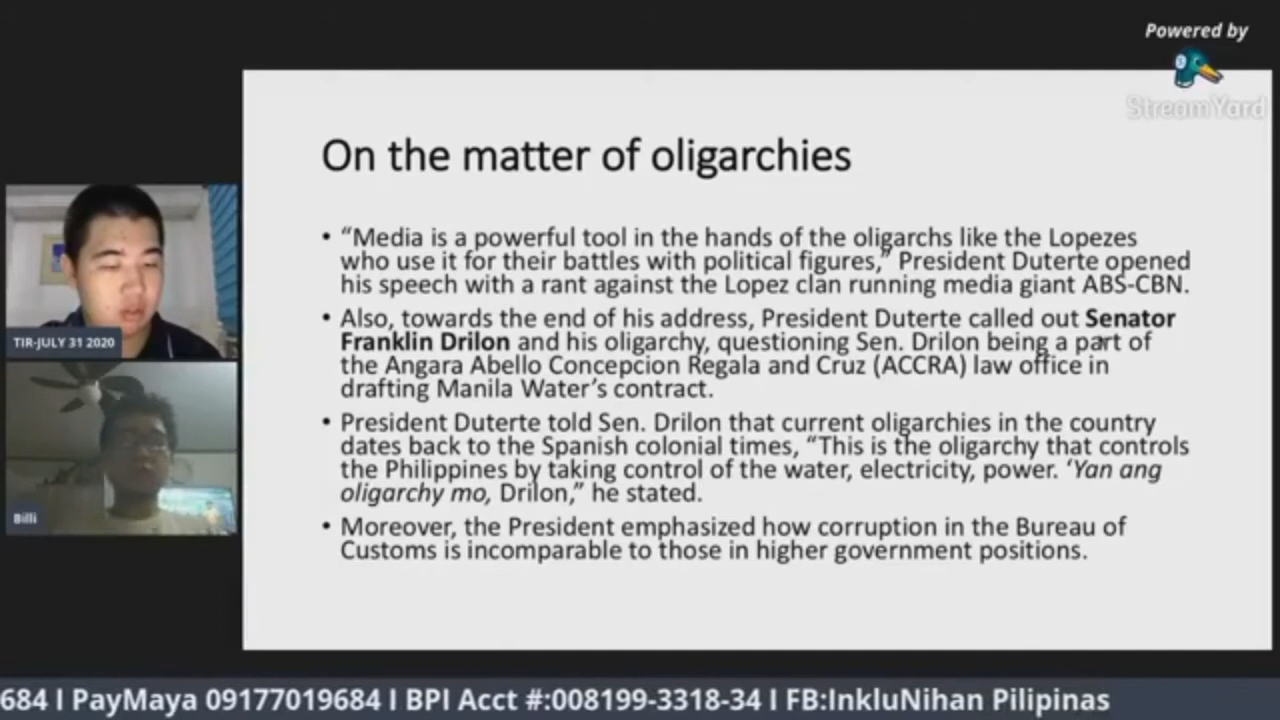 Powered by
StreamYard
On the matter of oligarchies
• “Media is a powerful tool in the hands of the oligarchs like the Lopezes
who use it for their battles with political figures,” President Duterte opened
his speech with a rant against the Lopez clan running media giant ABS-CBN.
• Also, towards the end of his address, President Duterte called out Senator
Franklin Drilon and his oligarchy, questioning Sen. Drilon being a part of
the Angara Abello Concepcion Regala and Cruz (ACCRA) law office in
drafting Manila Water’s contract.
• President Duterte told Sen. Drilon that current oligarchies in the country
dates back to the Spanish colonial times, “This is the oligarchy that controls
the Philippines by taking control of the water, electricity, power. ‘Yan ang
oligarchy mo, Drilon,” he stated.
• Moreover, the President emphasized how corruption in the Bureau of
Customs is incomparable to those in higher government positions.
TIR-JULY 31 2020
Billi
684 I PayMaya 09177019684 I BPI Acct #:008199-3318-34 I FB:InkluNihan Pilipinas